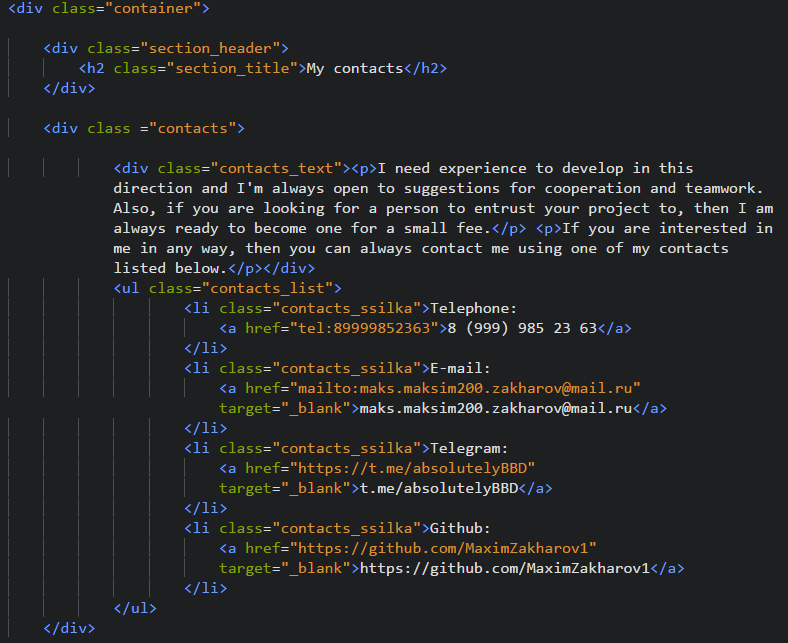 <div class="container">
<div class="section_header">
<h2 class="section_title">My contacts</h2>
</div>
<div class ="contacts">
<div class="contacts_text"><p>I need experience to develop in this
direction and I'm always open to suggestions for cooperation and teamwork.
Also, if you are looking for a person to entrust your project to, then I am
always ready to become one for a small fee.</p> <p>If you are interested in
me in any way, then you can always contact me using one of my contacts
listed below.</p></div>
<ul class="contacts_list">
<li class="contacts_ssilka">Telephone:
<a href="tel:89999852363">8 (999) 985 23 63</a>
</li>
<li class="contacts_ssilka">E-mail:
<a href="mailto:maks.maksim200.zakharov@mail.ru"
target="_blank">maks.maksim200.zakharov@mail.ru</a>
</li>
<li class="contacts_ssilka">Telegram:
<a href="https://t.me/absolutelyBBD"
target="_blank">t.me/absolutelyBBD</a>
</li>
<li class="contacts_ssilka">Github:
<a href="https://github.com/MaximZakharov1"
target="_blank">https://github.com/MaximZakharov1</a>
</li>
</ul>
</div>